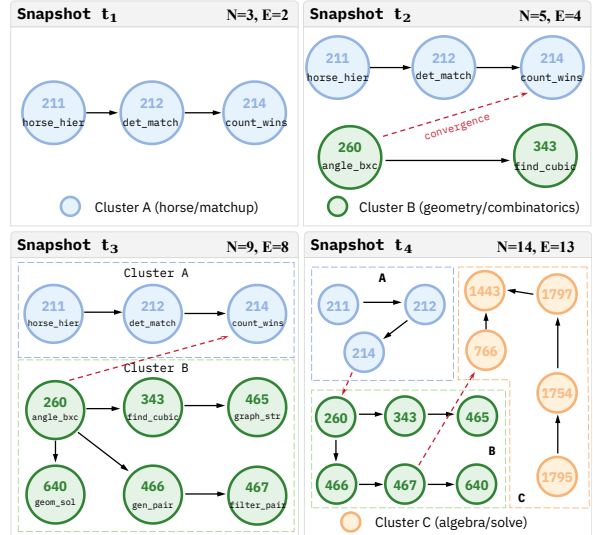 Snapshot t₁ N=3, E=2
211 212 214
horse_hier det_match count_wins
Cluster A (horse/matchup)
Snapshot t₂ N=5, E=4
211 212 214
horse_hier det_match count_wins
convergence
260 343
angle_bxc find_cubic
Cluster B (geometry/combinatorics)
Snapshot t₃ N=9, E=8
Cluster A
211 212 214
horse_hier det_match count_wins
Cluster B
260 343 465
angle_bxc find_cubic graph_str
640 466 467
geom_sol gen_pair filter_pair
Snapshot t₄ N=14, E=13
A
211 212
214
1443 1797
766
1754
1795
C
260 343 465
B
466 467 640
Cluster C (algebra/solve)